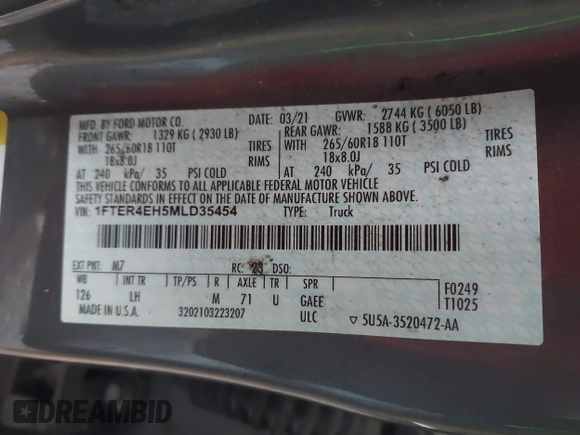 MFD. BY FORD MOTOR CO. DATE: 03/21 GVWR: 2744 KG (6050 LB)
FRONT GAWR: 1329 KG (2930 LB) REAR GAWR: 1588 KG (3500 LB)
WITH 265/60R18 110T TIRES WITH 265/60R18 110T TIRES
18x8.0J RIMS 18x8.0J RIMS
AT 240 kPa/ 35 PSI COLD AT 240 kPa/ 35 PSI COLD
THIS VEHICLE CONFORMS TO ALL APPLICABLE FEDERAL MOTOR VEHICLE
SAFETY STANDARDS IN EFFECT ON THE DATE OF MANUFACTURE SHOWN ABOVE.
VIN: 1FTER4EH5MLD35454 TYPE: Truck
EXT PNT: M7 RC: 23 DSO:
WB INT TR TP/PS R AXLE TR SPR F0249
126 LH M 71 U GAEE T1025
MADE IN U.S.A. 3202103223207 ULC ▽ 5U5A-3520472-AA
DREAMBID